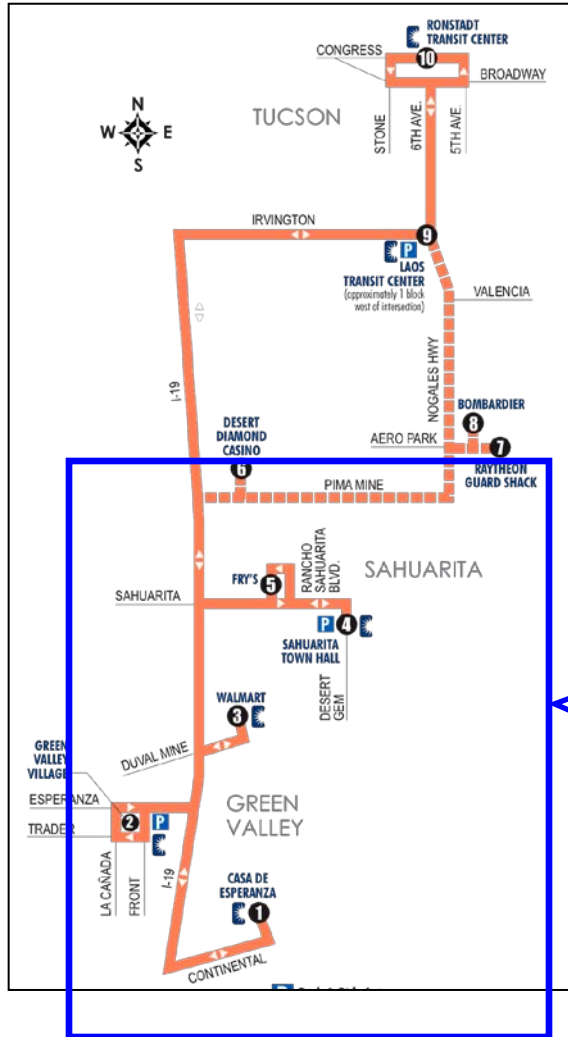 RONSTADT
TRANSIT CENTER
CONGRESS
10
BROADWAY
N
W E
S
TUCSON
STONE
6TH AVE.
5TH AVE.
IRVINGTON
9
P
LAOS
TRANSIT CENTER
(approximately 1 block
west of intersection)
VALENCIA
I-19
NOGALES HWY
BOMBARDIER
8
DESERT
DIAMOND
CASINO
AERO PARK
7
6
RAYTHEON
GUARD SHACK
PIMA MINE
RANCHO
SAHUARITA
BLVD.
SAHUARITA
FRY'S
5
SAHUARITA
P
4
SAHUARITA
TOWN HALL
DESERT
GEM
WALMART
3
GREEN
VALLEY
VILLAGE
DUVAL MINE
ESPERANZA
GREEN
VALLEY
2
P
TRADER
LA CAÑADA
FRONT
I-19
CASA DE
ESPERANZA
1
CONTINENTAL
P